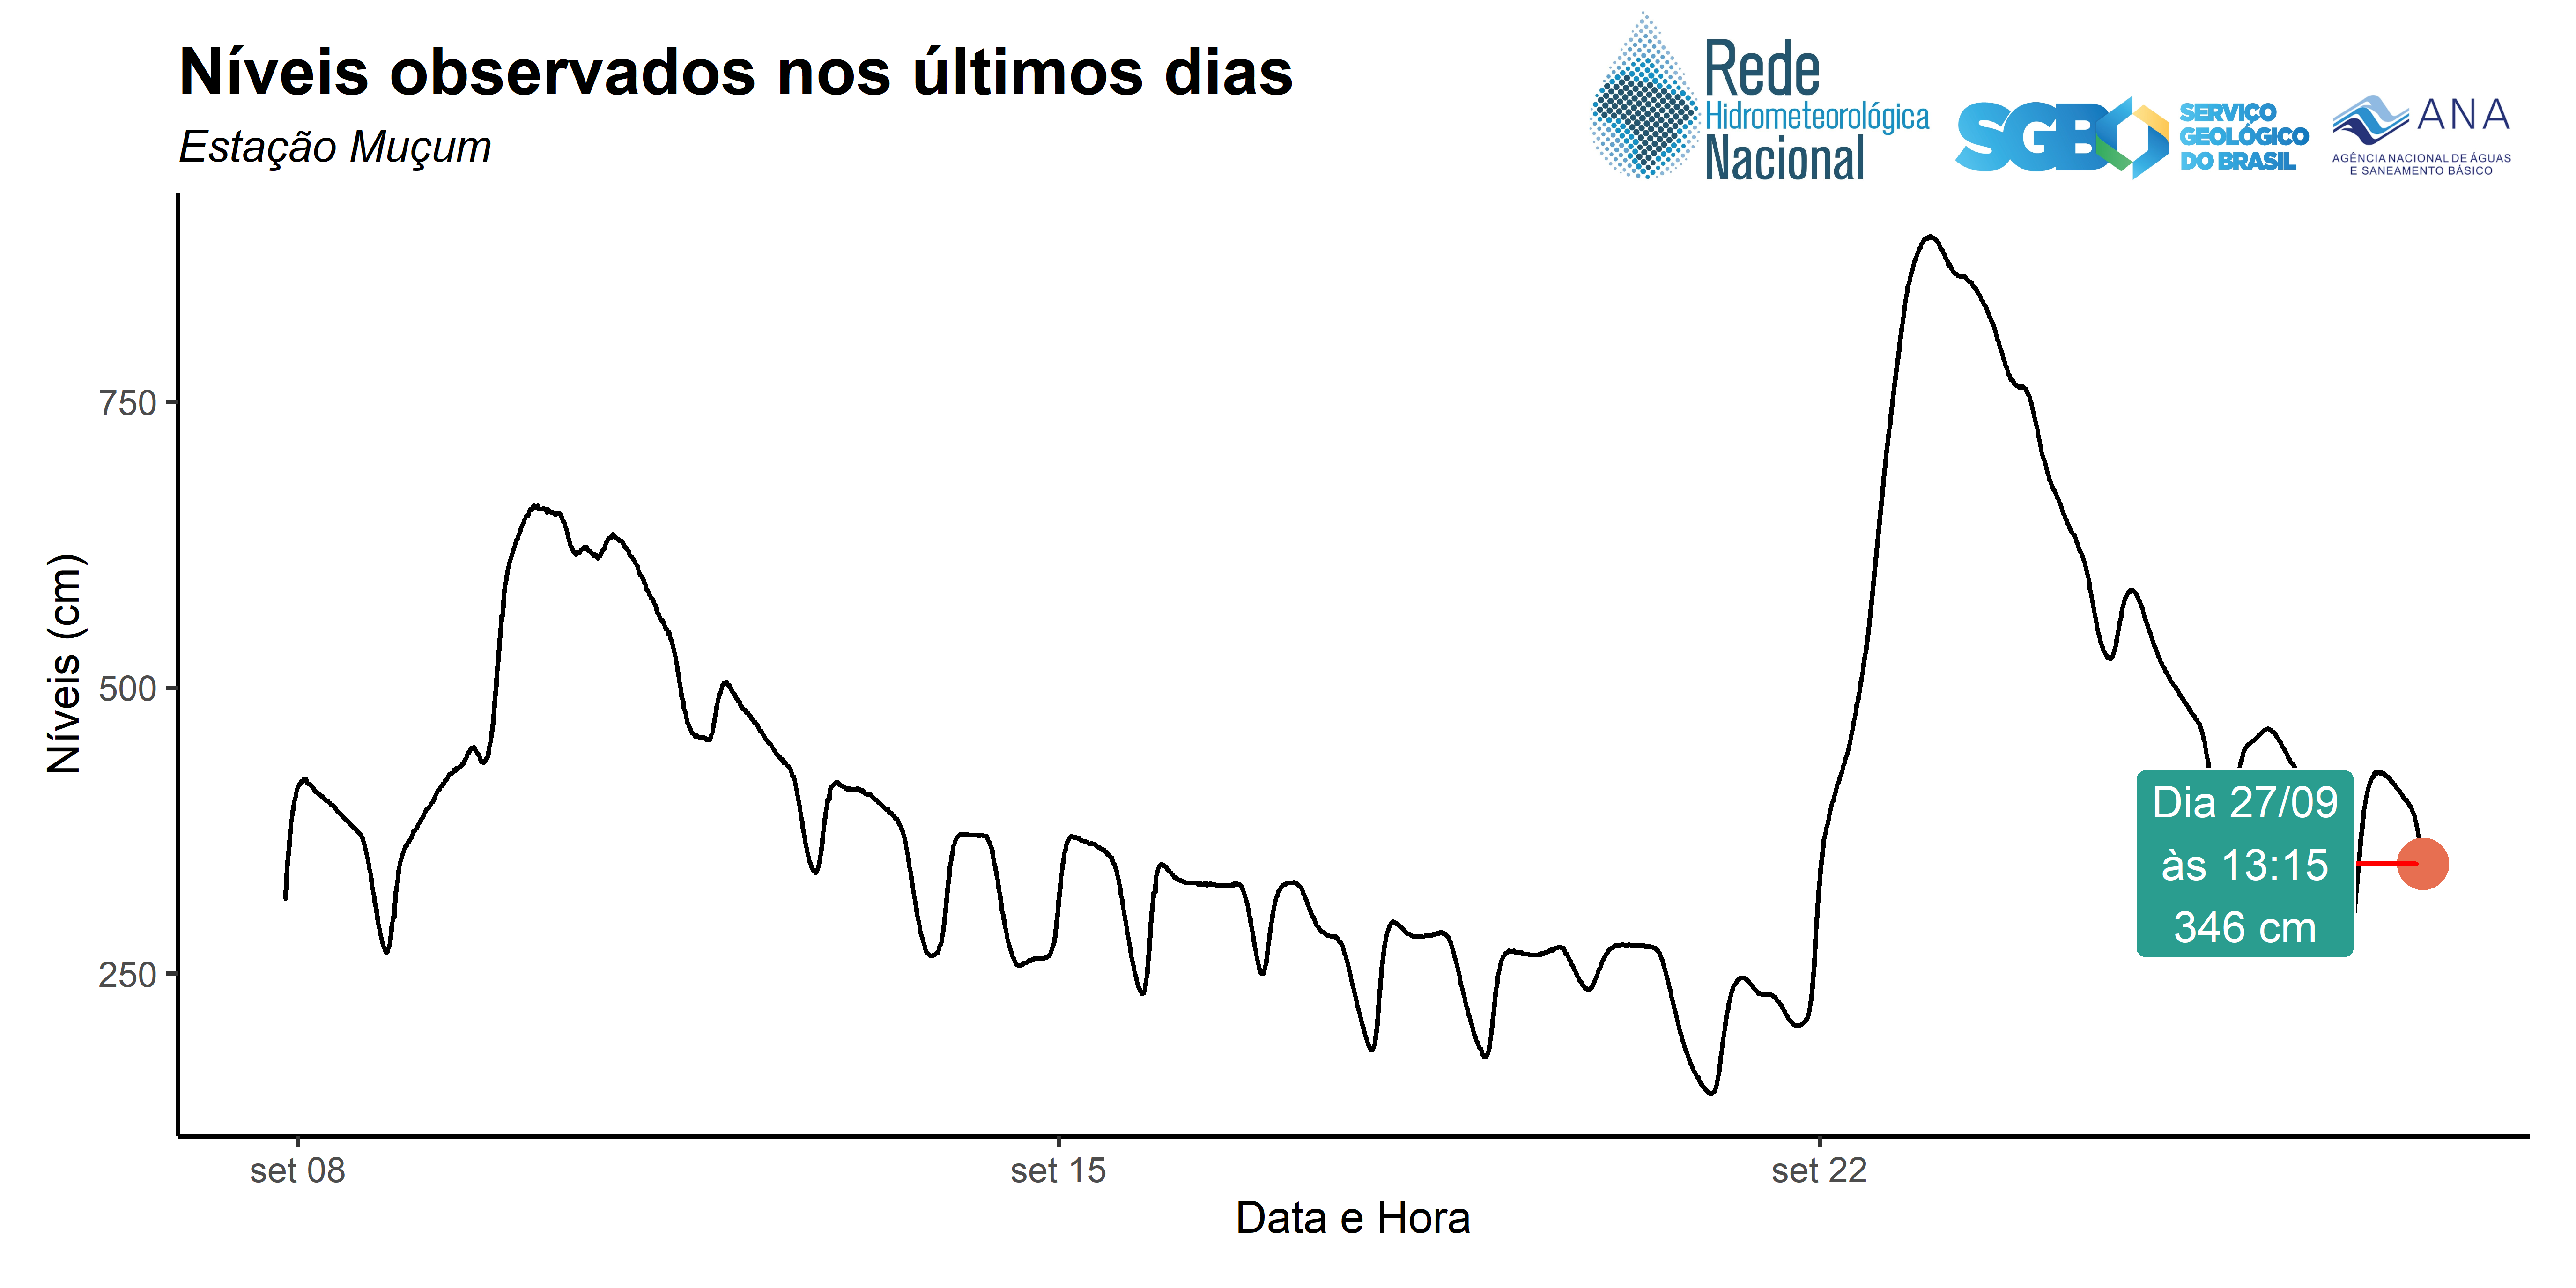 Níveis observados nos últimos dias
Estação Muçum
Rede
Hidrometeorológica
Nacional
SGB
SERVIÇO
GEOLÓGICO
DO BRASIL
ANA
AGÊNCIA NACIONAL DE ÁGUAS
E SANEAMENTO BÁSICO
Níveis (cm)
750
500
250
Dia 27/09
às 13:15
346 cm
set 08
set 15
set 22
Data e Hora